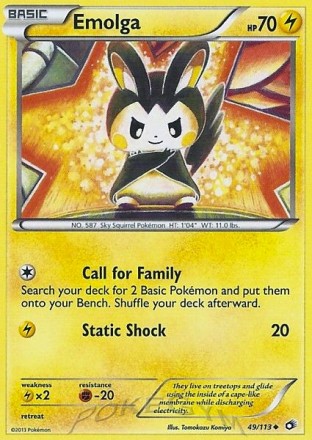 BASIC
Emolga
HP 70
NO. 587 Sky Squirrel Pokémon HT: 1'04" WT: 11.0 lbs.
Call for Family
Search your deck for 2 Basic Pokémon and put them
onto your Bench. Shuffle your deck afterward.
Static Shock 20
weakness resistance
×2 -20
retreat
They live on treetops and glide
using the inside of a cape-like
membrane while discharging
electricity.
©2013 Pokémon
Illus. Tomokazu Komiya
49/113